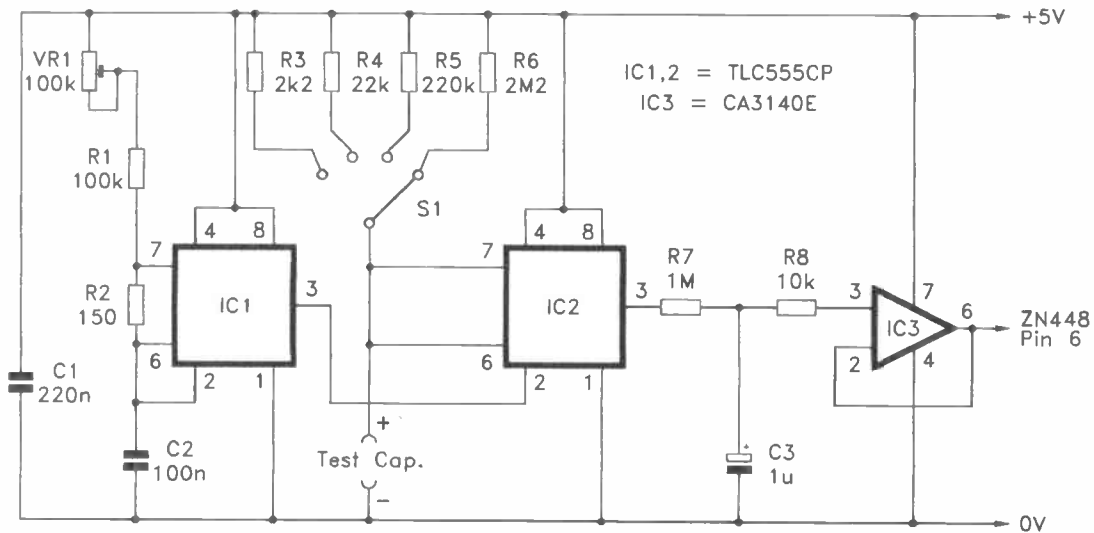 +5V
VR1
100k
R3
2k2
R4
22k
R5
220k
R6
2M2
IC1,2 = TLC555CP
IC3 = CA3140E
R1
100k
S1
4
8
4
8
7
IC1
3
7
IC2
3
R7
1M
R8
10k
3
7
IC3
6
2
4
ZN448
Pin 6
R2
150
6
2
1
6
2
1
C1
220n
C2
100n
+
Test Cap.
-
+
C3
1u
0V